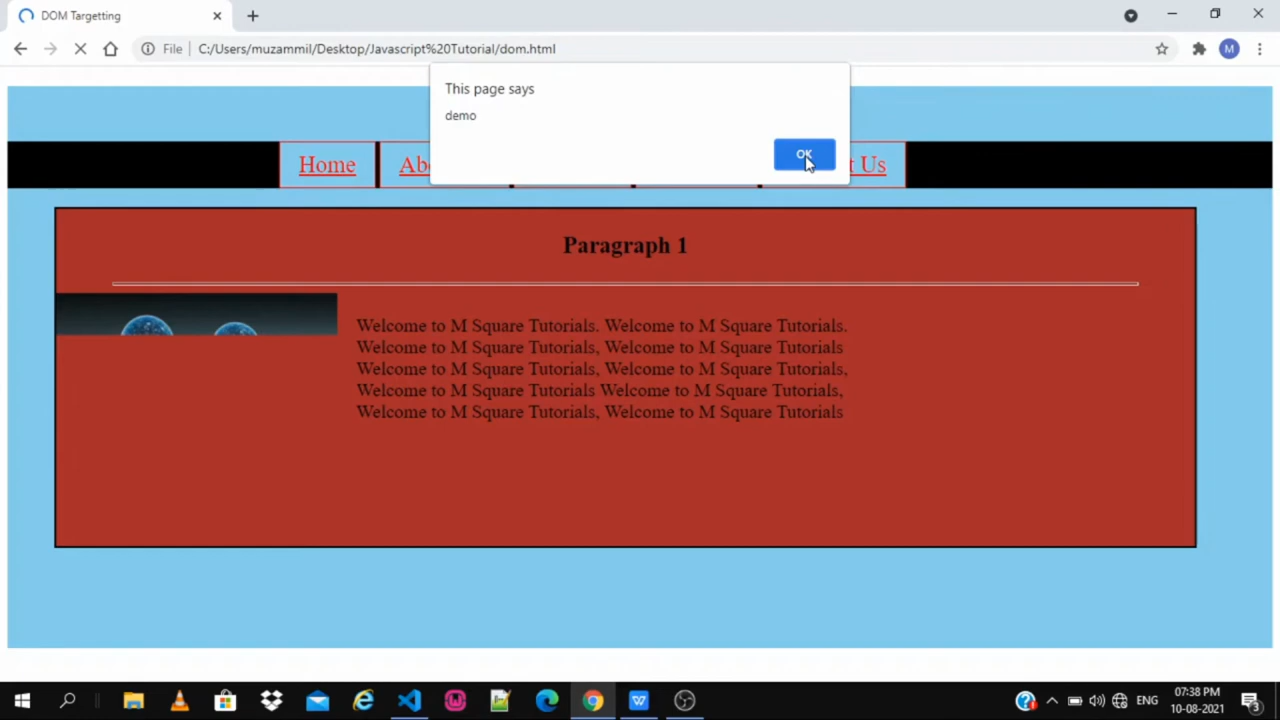 DOM Targetting
File
C:/Users/muzammil/Desktop/Javascript%20Tutorial/dom.html
M
This page says
demo
OK
Home
Ab
t Us
Paragraph 1
Welcome to M Square Tutorials. Welcome to M Square Tutorials.
Welcome to M Square Tutorials, Welcome to M Square Tutorials
Welcome to M Square Tutorials, Welcome to M Square Tutorials,
Welcome to M Square Tutorials Welcome to M Square Tutorials,
Welcome to M Square Tutorials, Welcome to M Square Tutorials
ENG
07:38 PM
10-08-2021
3